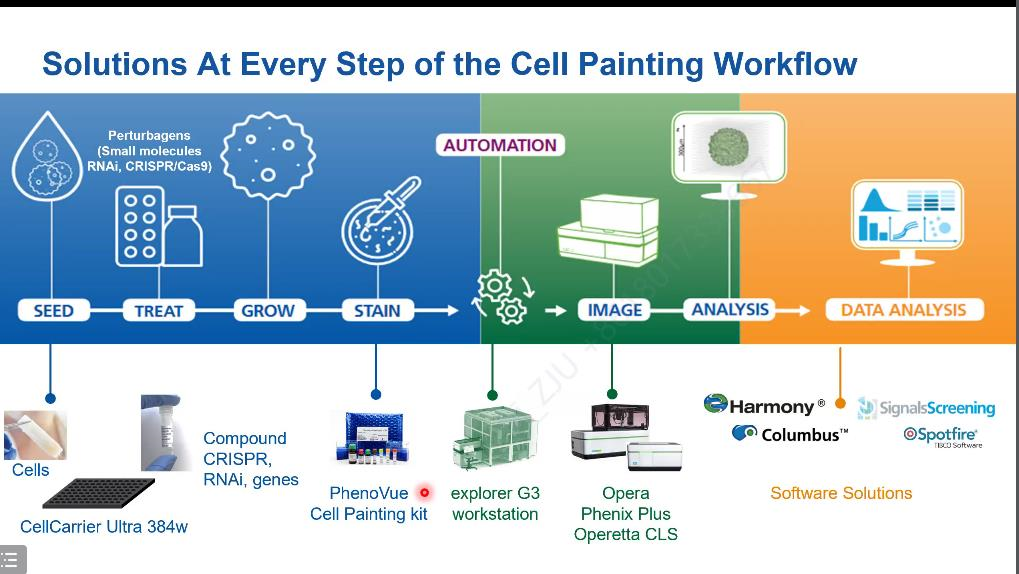 Solutions At Every Step of the Cell Painting Workflow
Perturbagens
(Small molecules
RNAi, CRISPR/Cas9)
AUTOMATION
300µm
SEED
TREAT
GROW
STAIN
IMAGE
ANALYSIS
DATA ANALYSIS
Cells
Compound
CRISPR,
RNAi, genes
CellCarrier Ultra 384w
PhenoVue
Cell Painting kit
explorer G3
workstation
Opera
Phenix Plus
Operetta CLS
Harmony®
Columbus™
SignalsScreening
Spotfire®
TIBCO Software
Software Solutions
ZJU